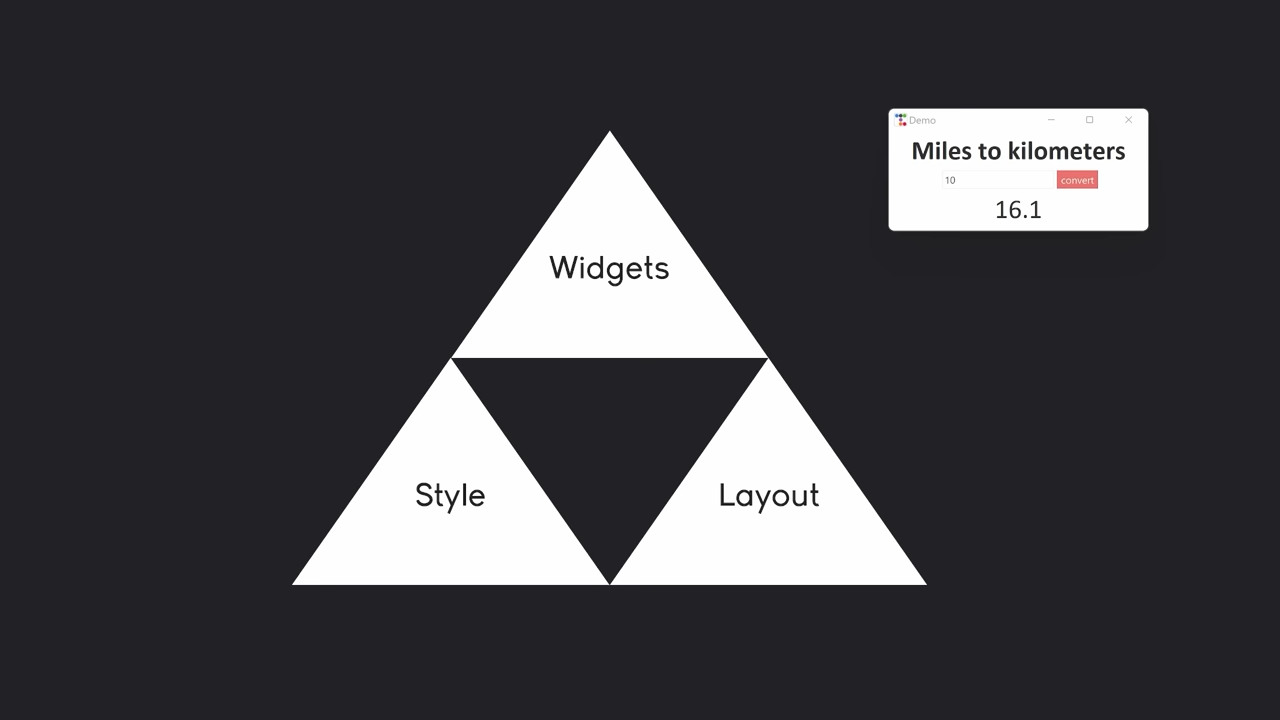 Demo
Miles to kilometers
10
convert
16.1
Widgets
Style
Layout